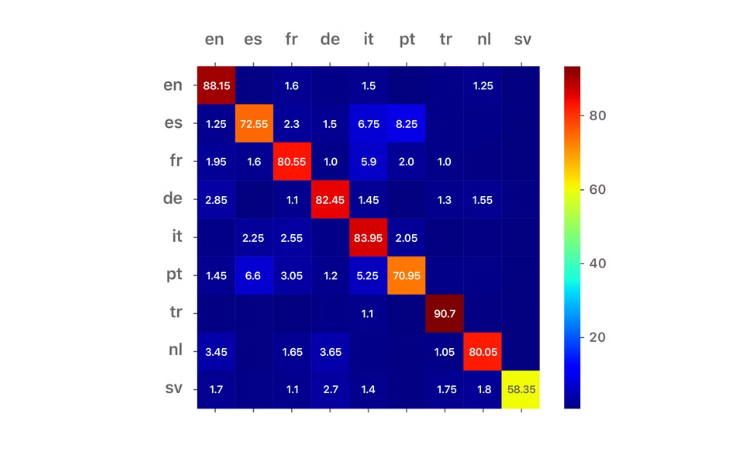 en es fr de it pt tr nl sv
en 88.15 1.6 1.5 1.25
es 1.25 72.55 2.3 1.5 6.75 8.25
80
fr 1.95 1.6 80.55 1.0 5.9 2.0 1.0
de 2.85 1.1 82.45 1.45 1.3 1.55
60
it 2.25 2.55 83.95 2.05
pt 1.45 6.6 3.05 1.2 5.25 70.95
40
tr 1.1 90.7
20
nl 3.45 1.65 3.65 1.05 80.05
sv 1.7 1.1 2.7 1.4 1.75 1.8 58.35